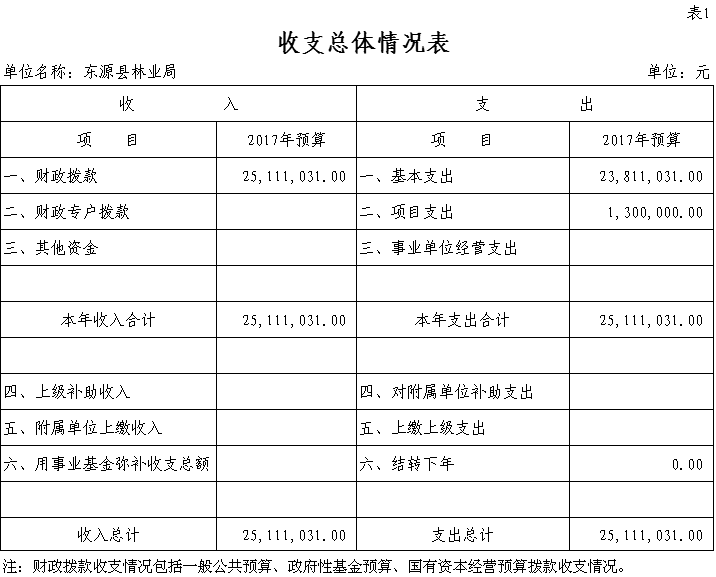 表1
收支总体情况表
单位名称：东源县林业局 单位：元
收 入 支 出
项 目 2017年预算 项 目 2017年预算
一、财政拨款 25,111,031.00 一、基本支出 23,811,031.00
二、财政专户拨款 二、项目支出 1,300,000.00
三、其他资金 三、事业单位经营支出
本年收入合计 25,111,031.00 本年支出合计 25,111,031.00
四、上级补助收入 四、对附属单位补助支出
五、附属单位上缴收入 五、上缴上级支出
六、用事业基金弥补收支总额 六、结转下年 0.00
收入总计 25,111,031.00 支出总计 25,111,031.00
注：财政拨款收支情况包括一般公共预算、政府性基金预算、国有资本经营预算拨款收支情况。